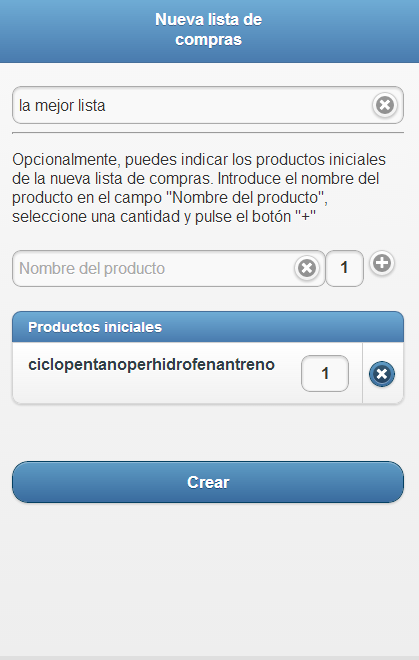 Nueva lista de
compras
la mejor lista
Opcionalmente, puedes indicar los productos iniciales
de la nueva lista de compras. Introduce el nombre del
producto en el campo "Nombre del producto",
seleccione una cantidad y pulse el botón "+"
Nombre del producto 1
Productos iniciales
ciclopentanoperhidrofenantreno 1
Crear